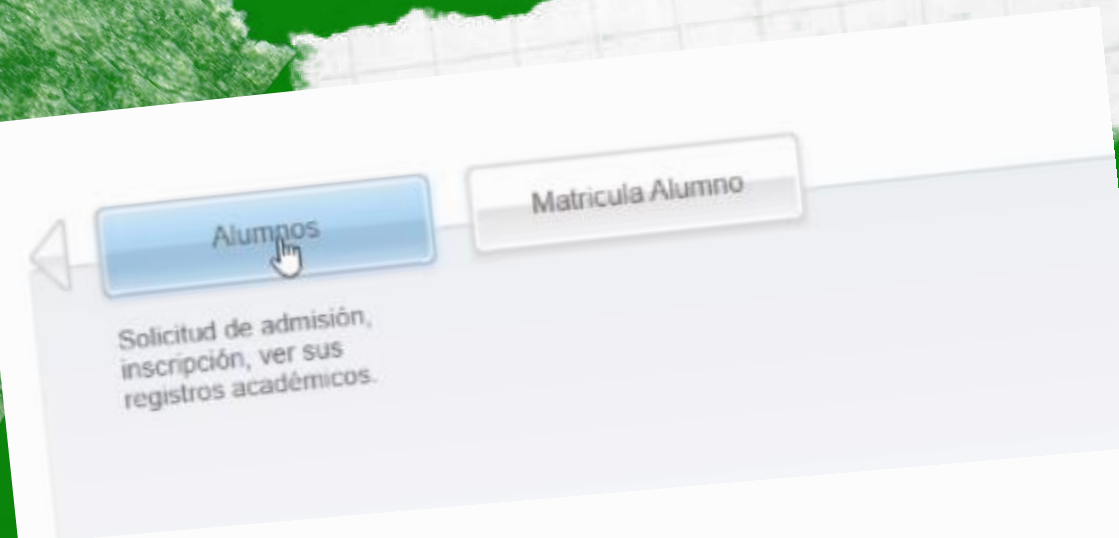 Alumnos
Matricula Alumno
Solicitud de admisión,
inscripción, ver sus
registros académicos.